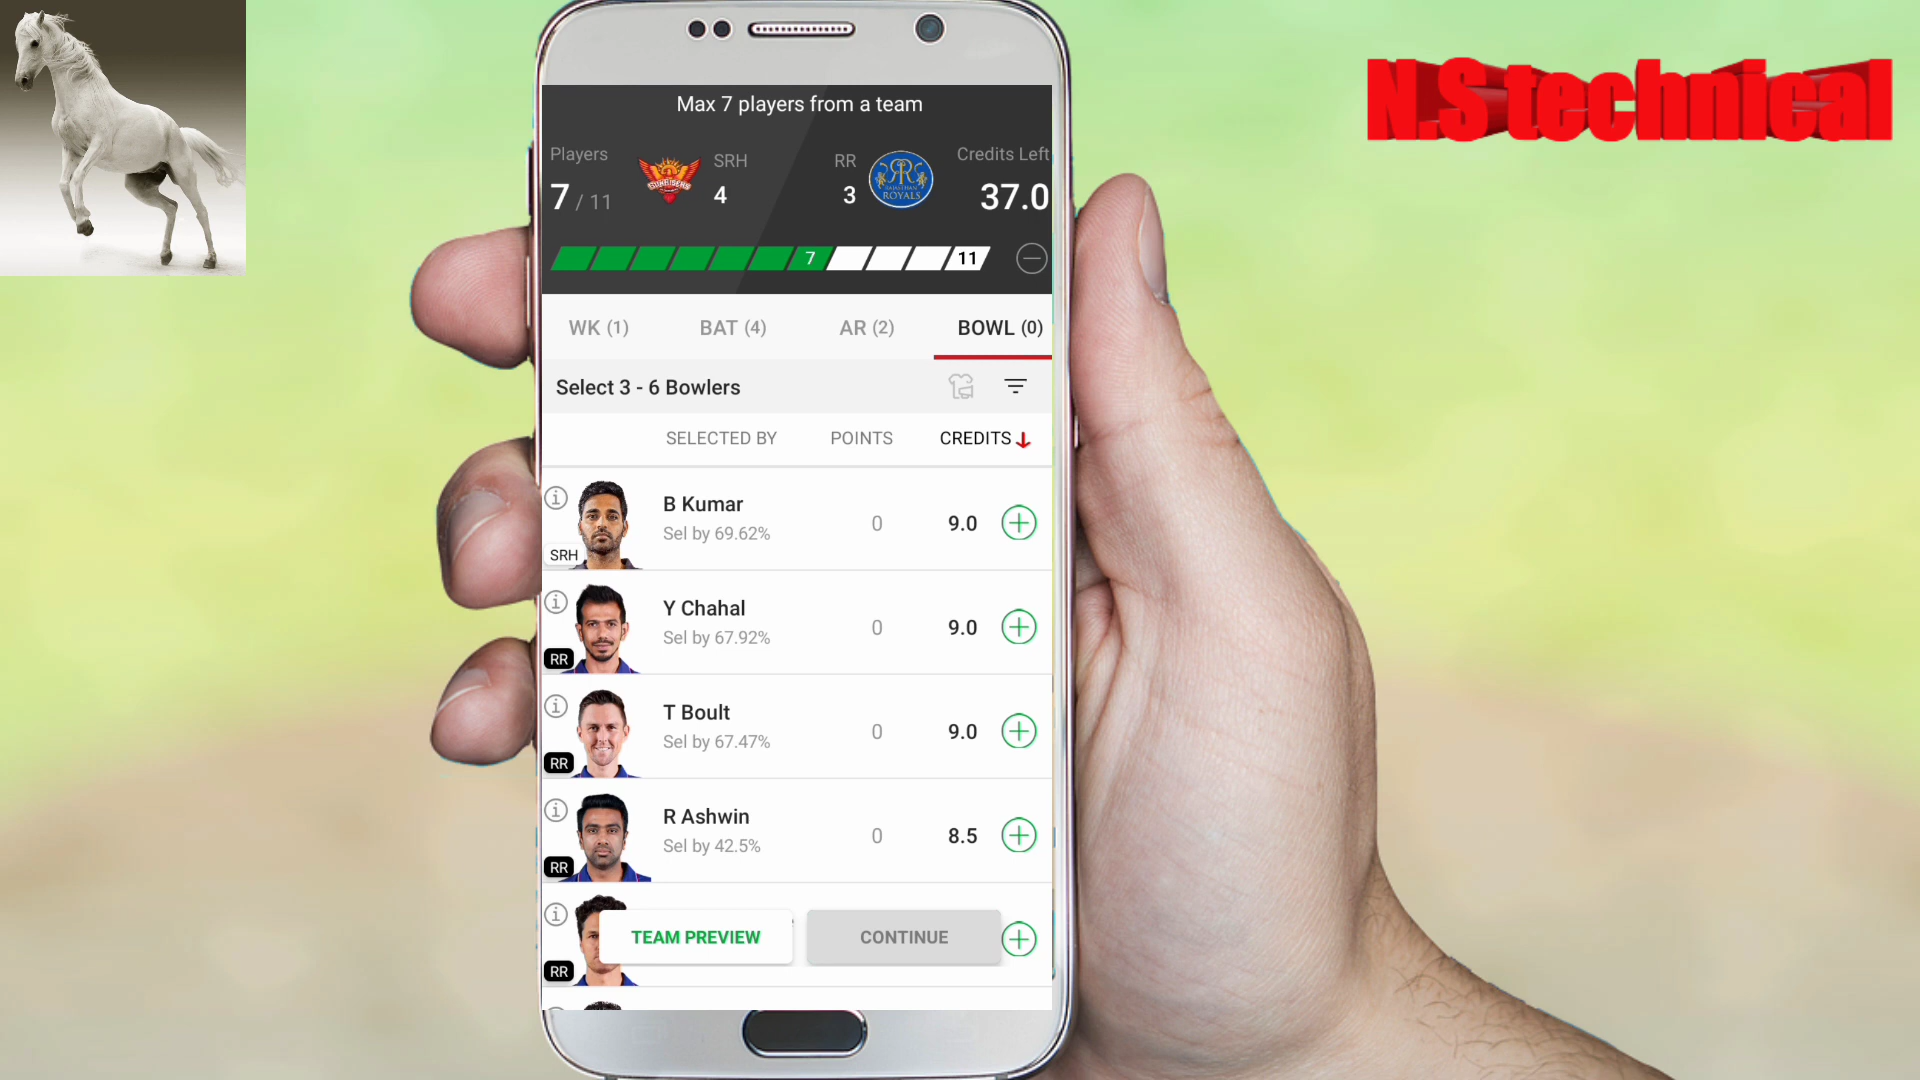 N.S technical
Max 7 players from a team
Players
SRH
RR
Credits Left
7 / 11
4
3
37.0
SUNRISERS
RAJASTHAN
ROYALS
7
11
WK (1)
BAT (4)
AR (2)
BOWL (0)
Select 3 - 6 Bowlers
SELECTED BY
POINTS
CREDITS
B Kumar
Sel by 69.62%
0
9.0
SRH
Y Chahal
Sel by 67.92%
0
9.0
RR
T Boult
Sel by 67.47%
0
9.0
RR
R Ashwin
Sel by 42.5%
0
8.5
RR
TEAM PREVIEW
CONTINUE
RR